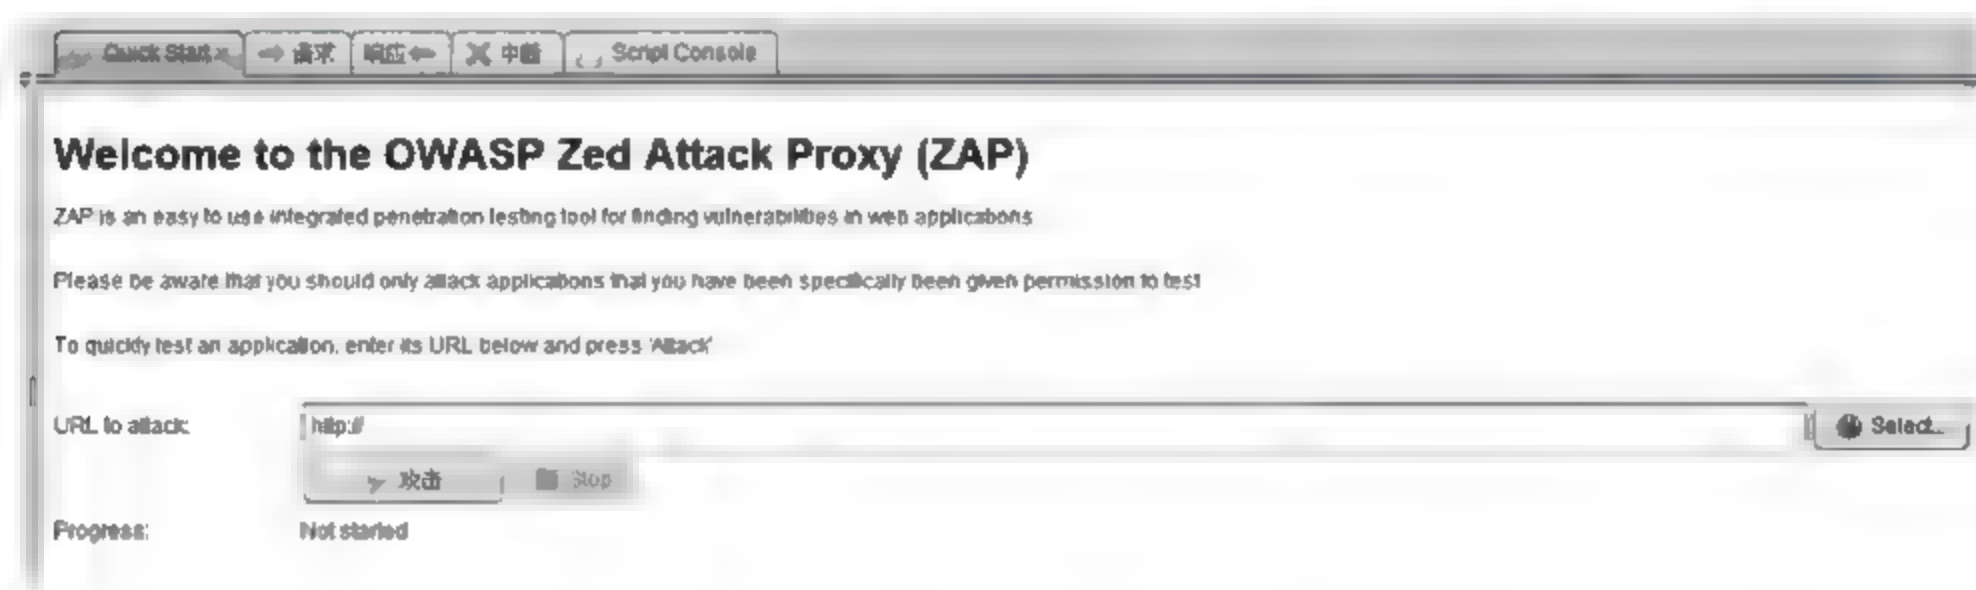 Quick Start 请求 响应 中断 Script Console
Welcome to the OWASP Zed Attack Proxy (ZAP)
ZAP is an easy to use integrated penetration testing tool for finding vulnerabilities in web applications
Please be aware that you should only attack applications that you have been specifically been given permission to test
To quickly test an application, enter its URL below and press 'Attack'
URL to attack: http:// Select...
攻击 Stop
Progress: Not started